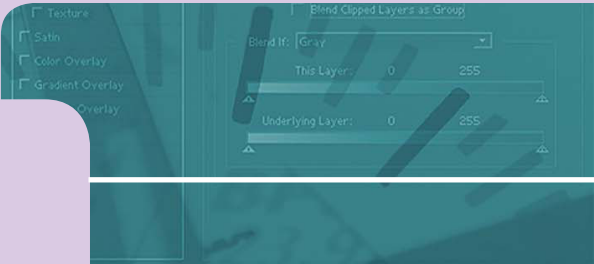 Texture
Blend Clipped Layers as Group
Satin
Blend If: Gray
Color Overlay
This Layer: 0 255
Gradient Overlay
Overlay
Underlying Layer: 0 255